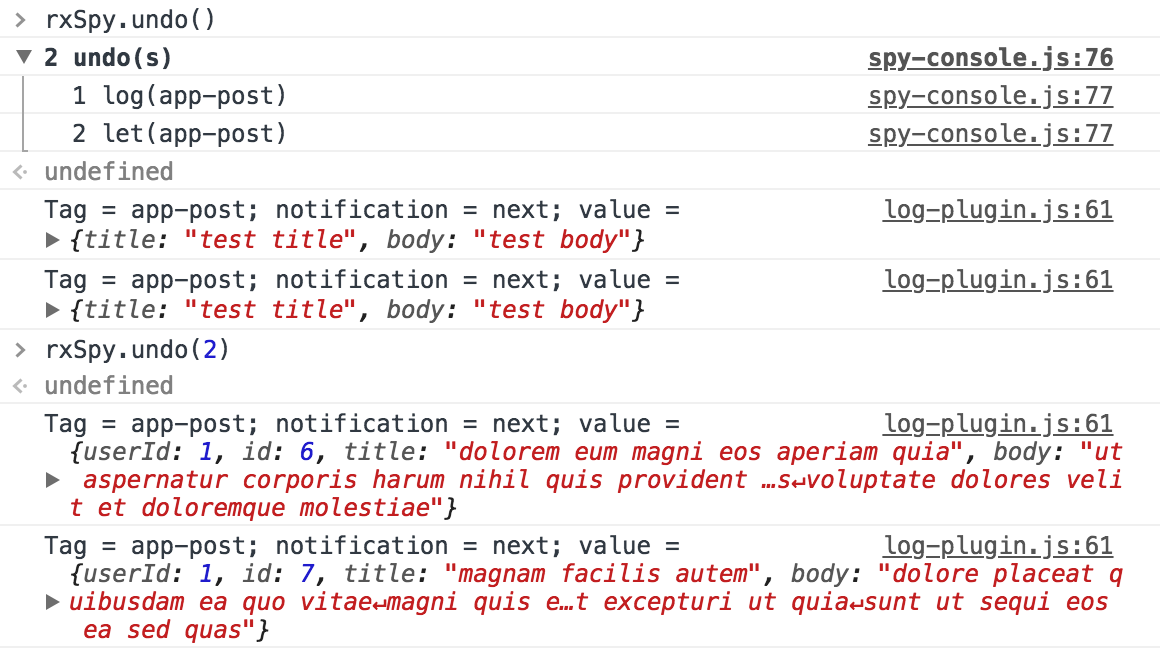 > rxSpy.undo()
▼ 2 undo(s) spy-console.js:76
1 log(app-post) spy-console.js:77
2 let(app-post) spy-console.js:77
undefined
Tag = app-post; notification = next; value = log-plugin.js:61
▶ {title: "test title", body: "test body"}
Tag = app-post; notification = next; value = log-plugin.js:61
▶ {title: "test title", body: "test body"}
> rxSpy.undo(2)
undefined
Tag = app-post; notification = next; value = log-plugin.js:61
{userId: 1, id: 6, title: "dolorem eum magni eos aperiam quia", body: "ut
▶ aspernatur corporis harum nihil quis provident …s↵voluptate dolores veli
t et doloremque molestiae"}
Tag = app-post; notification = next; value = log-plugin.js:61
{userId: 1, id: 7, title: "magnam facilis autem", body: "dolore placeat q
▶ uibusdam ea quo vitae↵magni quis e…t excepturi ut quia↵sunt ut sequi eos
ea sed quas"}